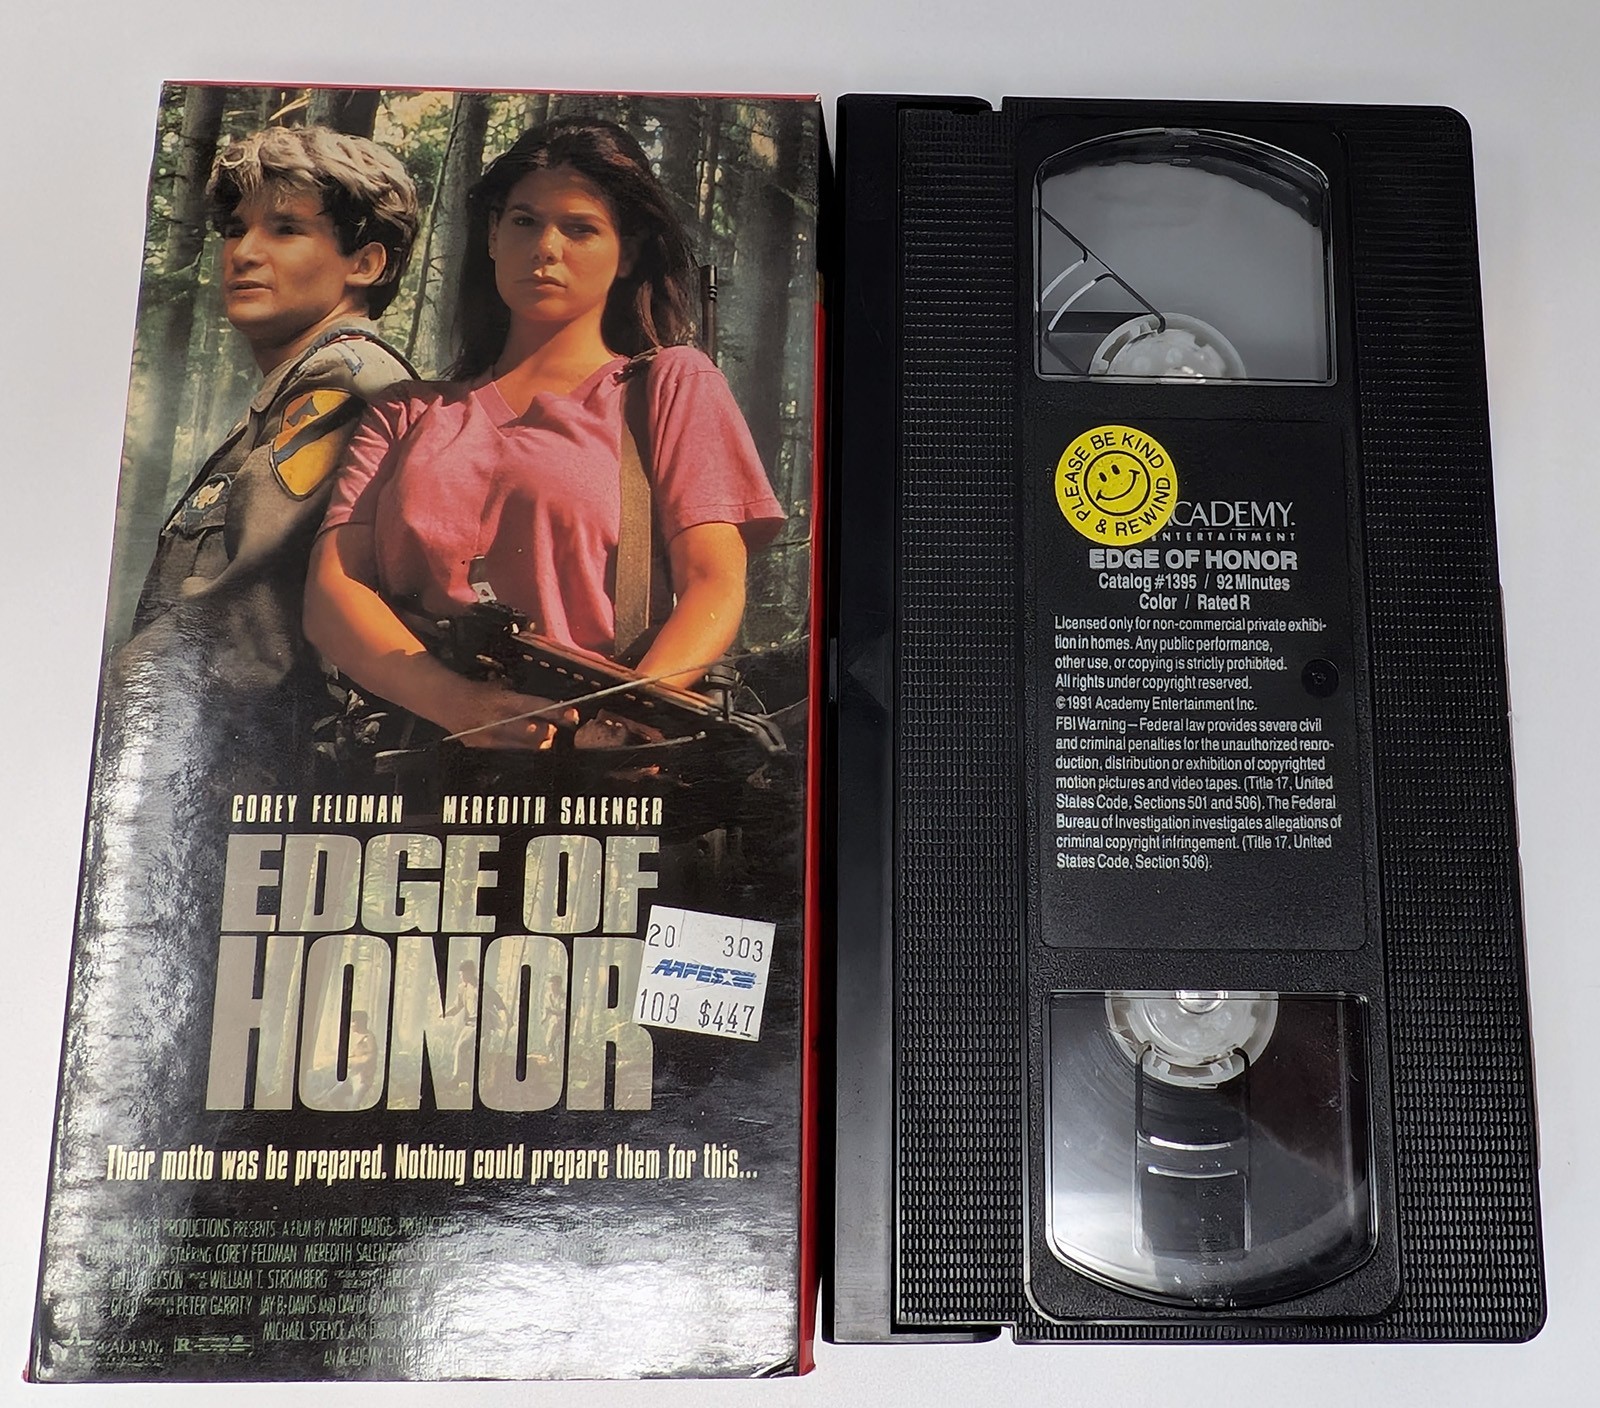 COREY FELDMAN MEREDITH SALENGER
EDGE OF
HONOR
20 303
AAFES
103 $4.47
Their motto was be prepared. Nothing could prepare them for this...
RIVER PRODUCTIONS PRESENTS A FILM BY MERIT BADGE PRODUCTIONS
STARRING COREY FELDMAN MEREDITH SALENGER
WILLIAM T. STROMBERG
PETER GARRITY JAY B. DAVIS AND DAVID O.
MICHAEL SPENCE AND DAVID
AN ACADEMY
ACADEMY R
PLEASE BE KIND
& REWIND
ACADEMY.
ENTERTAINMENT
EDGE OF HONOR
Catalog #1395 / 92 Minutes
Color / Rated R
Licensed only for non-commercial private exhibi-
tion in homes. Any public performance,
other use, or copying is strictly prohibited.
All rights under copyright reserved.
©1991 Academy Entertainment Inc.
FBI Warning — Federal law provides severe civil
and criminal penalties for the unauthorized repro-
duction, distribution or exhibition of copyrighted
motion pictures and video tapes. (Title 17, United
States Code, Sections 501 and 506). The Federal
Bureau of Investigation investigates allegations of
criminal copyright infringement. (Title 17, United
States Code, Section 506).